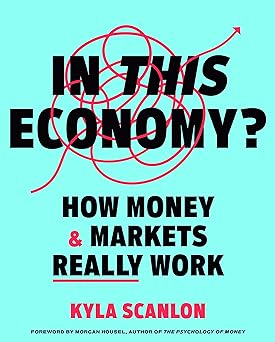 IN THIS
ECONOMY?
HOW MONEY
& MARKETS
REALLY WORK
KYLA SCANLON
FOREWORD BY MORGAN HOUSEL, AUTHOR OF THE PSYCHOLOGY OF MONEY